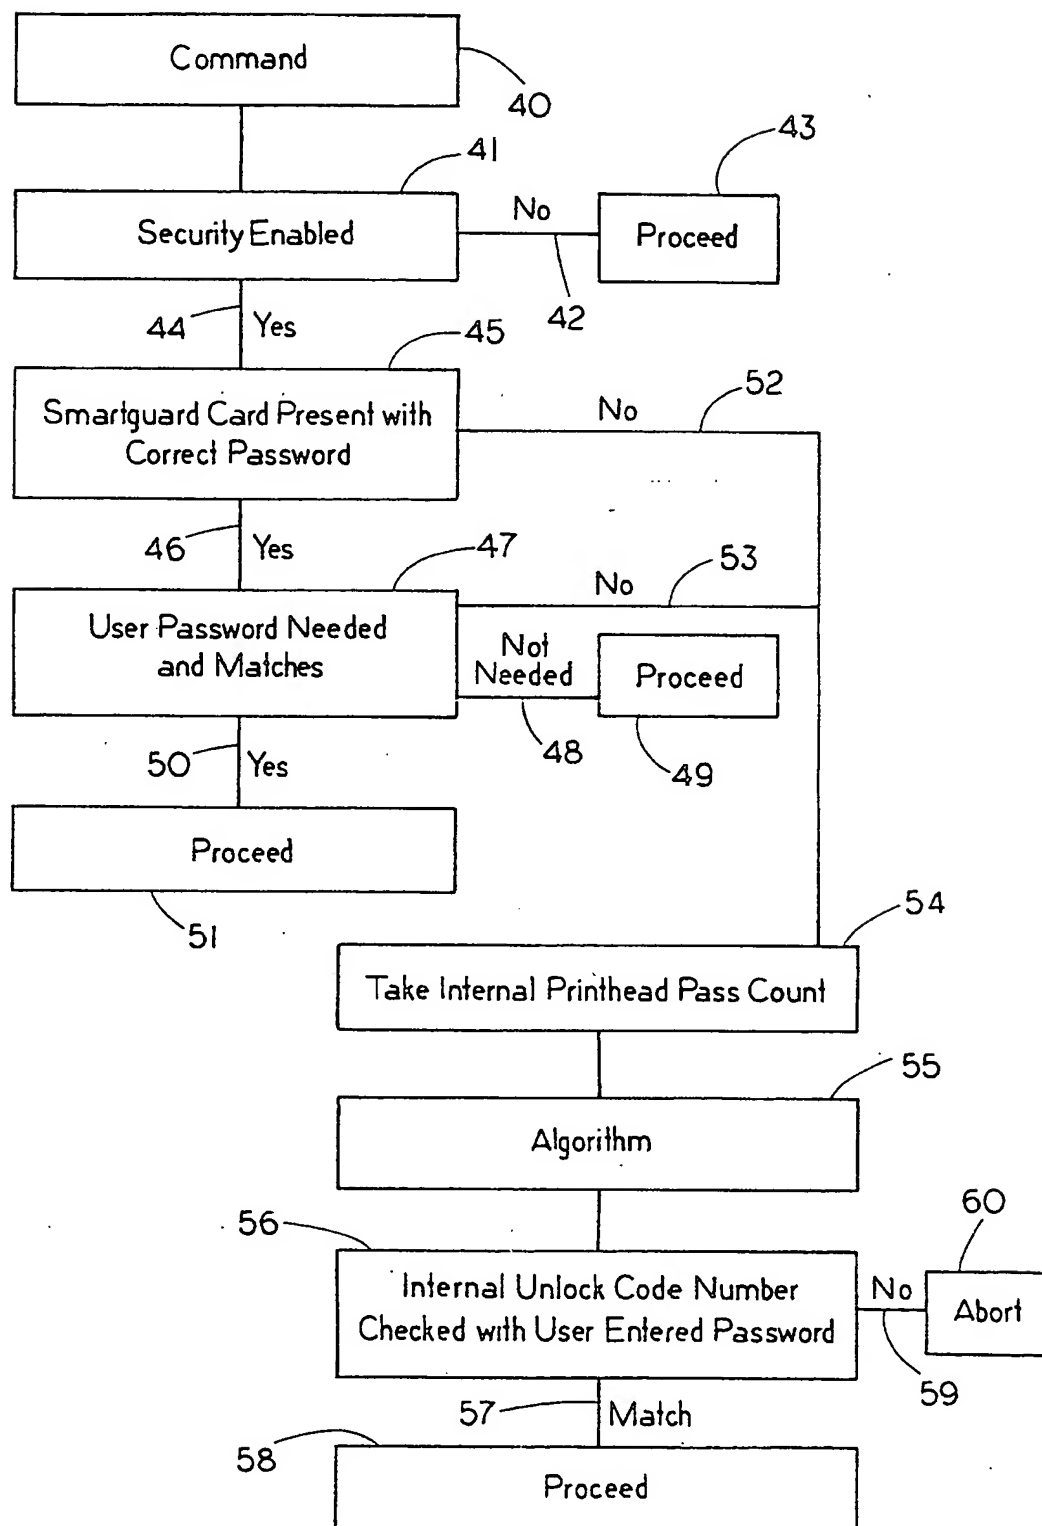 Command
40
41
43
Security Enabled
No
Proceed
42
44
Yes
45
52
Smartguard Card Present with
Correct Password
No
46
Yes
47
53
No
User Password Needed
and Matches
Not
Needed
Proceed
48
49
50
Yes
Proceed
51
54
Take Internal Printhead Pass Count
55
Algorithm
56
60
Internal Unlock Code Number
Checked with User Entered Password
No
Abort
59
57
Match
58
Proceed